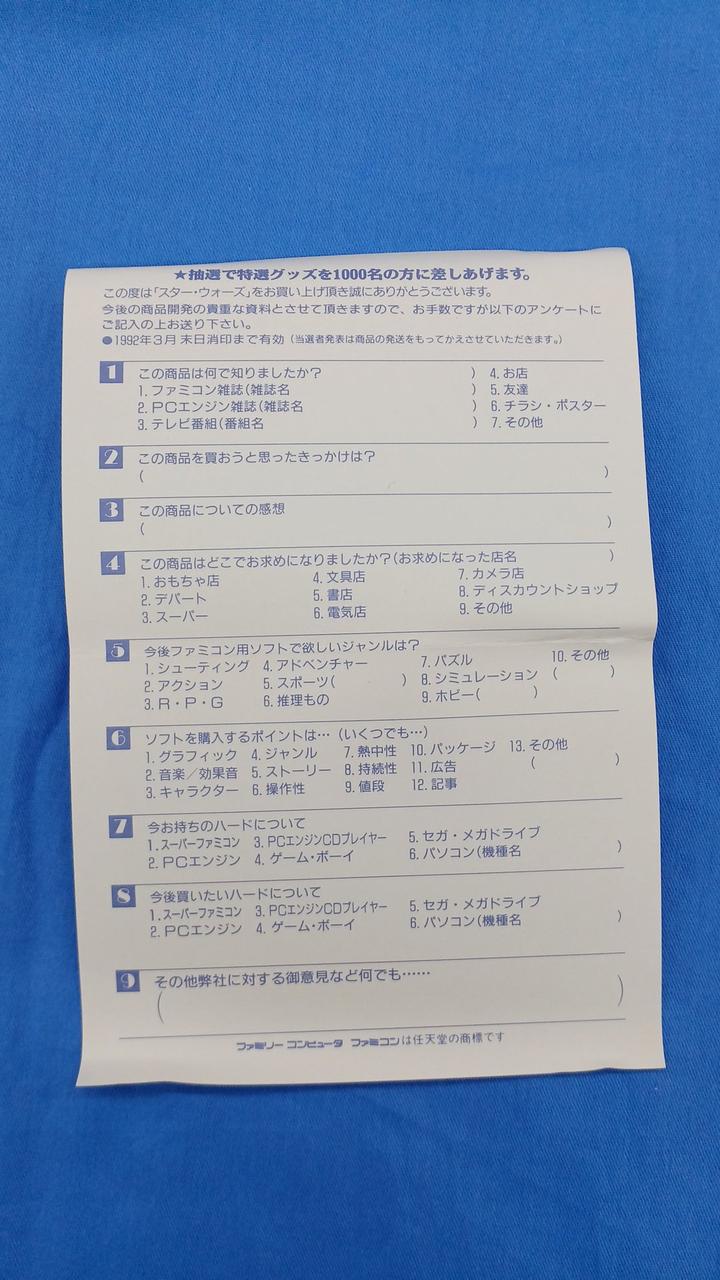 ★抽選で特選グッズを1000名の方に差しあげます。
この度は「スター・ウォーズ」をお買い上げ頂き誠にありがとうございます。
今後の商品開発の貴重な資料とさせて頂きますので、お手数ですが以下のアンケートに
ご記入の上お送り下さい。
●1992年3月 末日消印まで有効（当選者発表は商品の発送をもってかえさせていただきます。）
1 この商品は何で知りましたか？ ） 4. お店
1. ファミコン雑誌（雑誌名 ） 5. 友達
2. PCエンジン雑誌（雑誌名 ） 6. チラシ・ポスター
3. テレビ番組（番組名 ） 7. その他
2 この商品を買おうと思ったきっかけは？
（ ）
3 この商品についての感想
（ ）
4 この商品はどこでお求めになりましたか？（お求めになった店名 ）
1. おもちゃ店 4. 文具店 7. カメラ店
2. デパート 5. 書店 8. ディスカウントショップ
3. スーパー 6. 電気店 9. その他
5 今後ファミコン用ソフトで欲しいジャンルは？
1. シューティング 4. アドベンチャー 7. パズル 10. その他
2. アクション 5. スポーツ（ ） 8. シミュレーション （ ）
3. R・P・G 6. 推理もの 9. ホビー（ ）
6 ソフトを購入するポイントは…（いくつでも…）
1. グラフィック 4. ジャンル 7. 熱中性 10. パッケージ 13. その他
2. 音楽／効果音 5. ストーリー 8. 持続性 11. 広告 （ ）
3. キャラクター 6. 操作性 9. 値段 12. 記事
7 今お持ちのハードについて
1. スーパーファミコン 3. PCエンジンCDプレイヤー 5. セガ・メガドライブ
2. PCエンジン 4. ゲーム・ボーイ 6. パソコン（機種名 ）
8 今後買いたいハードについて
1. スーパーファミコン 3. PCエンジンCDプレイヤー 5. セガ・メガドライブ
2. PCエンジン 4. ゲーム・ボーイ 6. パソコン（機種名 ）
9 その他弊社に対する御意見など何でも……
（ ）
ファミリーコンピュータ ファミコンは任天堂の商標です